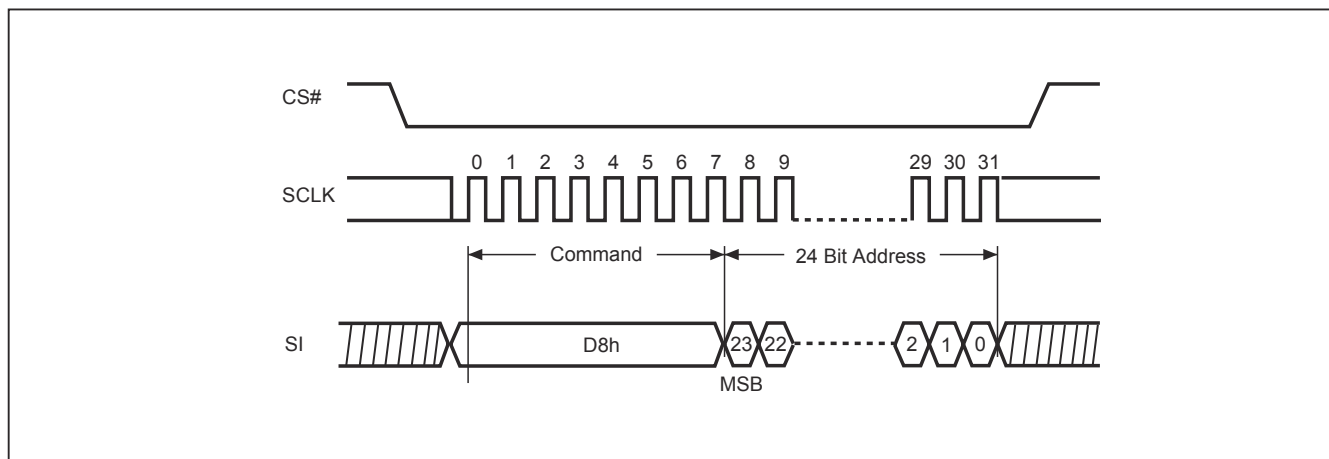 CS#
0 1 2 3 4 5 6 7 8 9 29 30 31
SCLK
Command 24 Bit Address
SI D8h 23 22 2 1 0
MSB